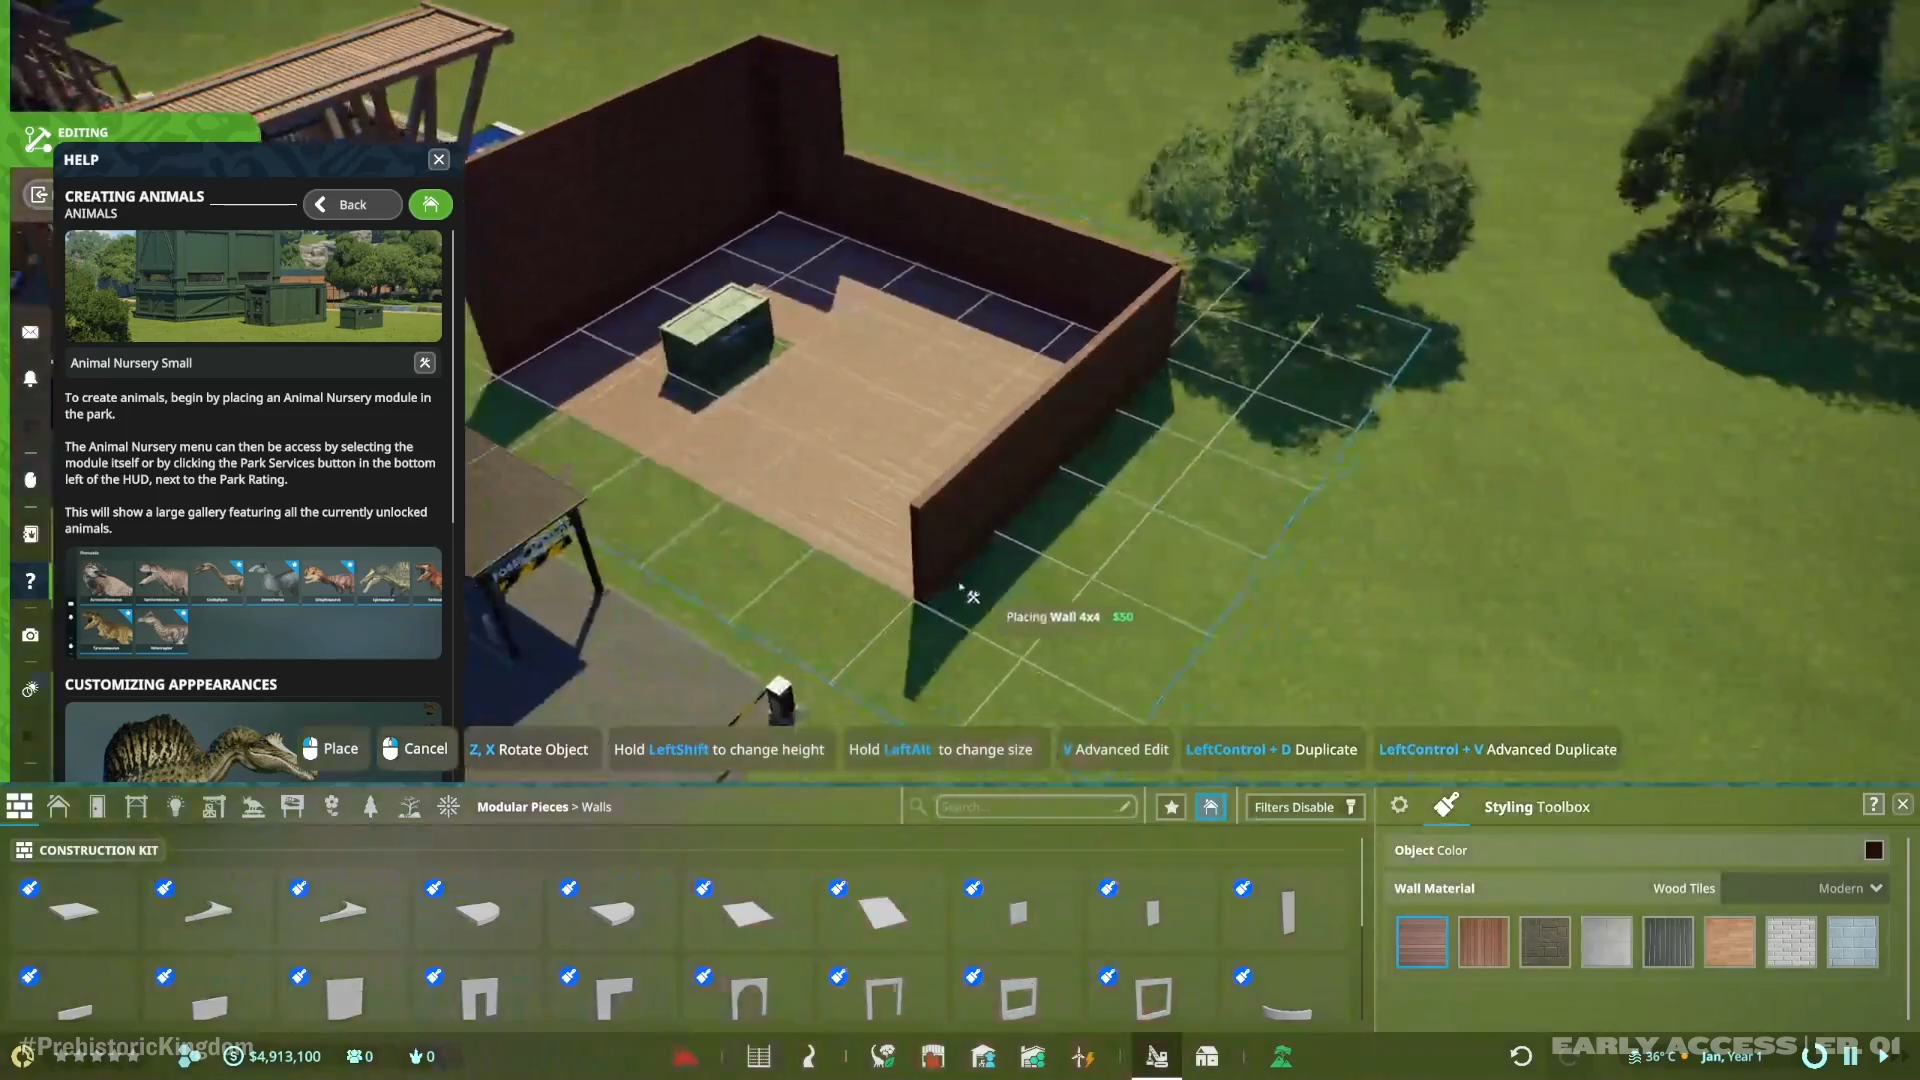 EDITING
HELP
CREATING ANIMALS
ANIMALS
Back
Animal Nursery Small
To create animals, begin by placing an Animal Nursery module in
the park.
The Animal Nursery menu can then be access by selecting the
module itself or by clicking the Park Services button in the bottom
left of the HUD, next to the Park Rating.
This will show a large gallery featuring all the currently unlocked
animals.
CUSTOMIZING APPPEARANCES
Placing Wall 4x4 $50
Place
Cancel
Z, X Rotate Object
Hold LeftShift to change height
Hold LaftAlt to change size
V Advanced Edit
LeftControl + D Duplicate
LeftControl + V Advanced Duplicate
Modular Pieces > Walls
Search...
Filters Disable
Styling Toolbox
?
CONSTRUCTION KIT
Object Color
Wall Material
Wood Tiles
Modern
#PrehistoricKingdom
$4,913,100
0
0
EARLY ACCESS | EP. 01
36°C
Jan, Year 1